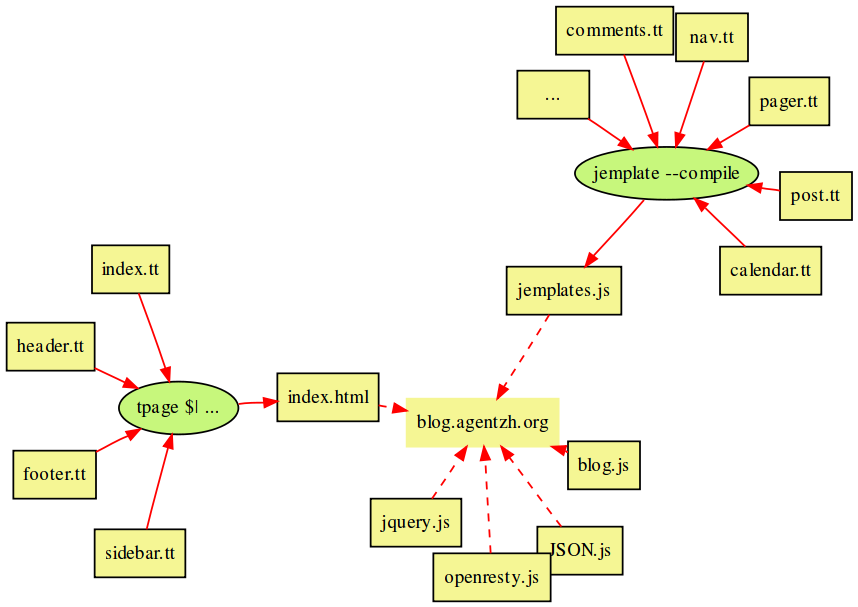 comments.tt
nav.tt
...
pager.tt
jemplate --compile
post.tt
calendar.tt
index.tt
jemplates.js
header.tt
index.html
tpage $| ...
blog.agentzh.org
blog.js
footer.tt
jquery.js
JSON.js
sidebar.tt
openresty.js